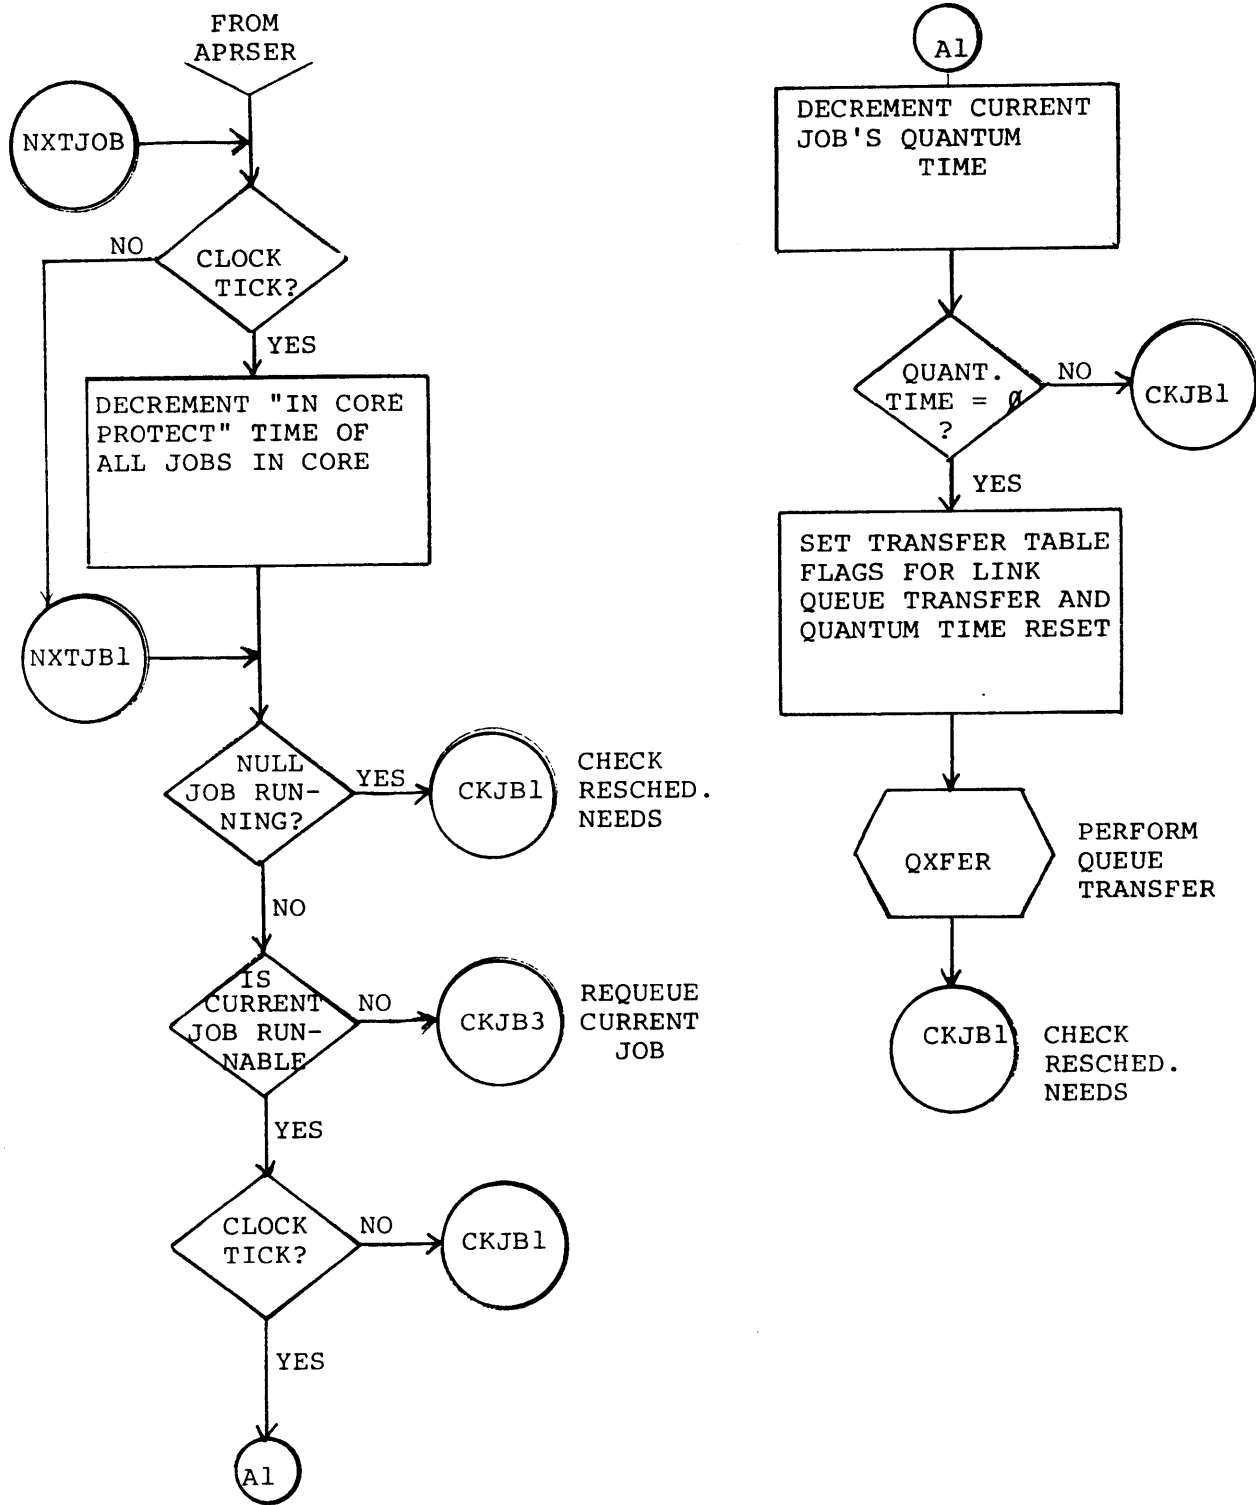 FROM
APRSER
NXTJOB
NO
CLOCK
TICK?
YES
DECREMENT "IN CORE
PROTECT" TIME OF
ALL JOBS IN CORE
NXTJB1
NULL
JOB RUN-
NING?
YES
CKJB1
CHECK
RESCHED.
NEEDS
NO
IS
CURRENT
JOB RUN-
NABLE
NO
CKJB3
REQUEUE
CURRENT
JOB
YES
CLOCK
TICK?
NO
CKJB1
YES
A1
A1
DECREMENT CURRENT
JOB'S QUANTUM
TIME
QUANT.
TIME = Ø
?
NO
CKJB1
YES
SET TRANSFER TABLE
FLAGS FOR LINK
QUEUE TRANSFER AND
QUANTUM TIME RESET
QXFER
PERFORM
QUEUE
TRANSFER
CKJB1
CHECK
RESCHED.
NEEDS